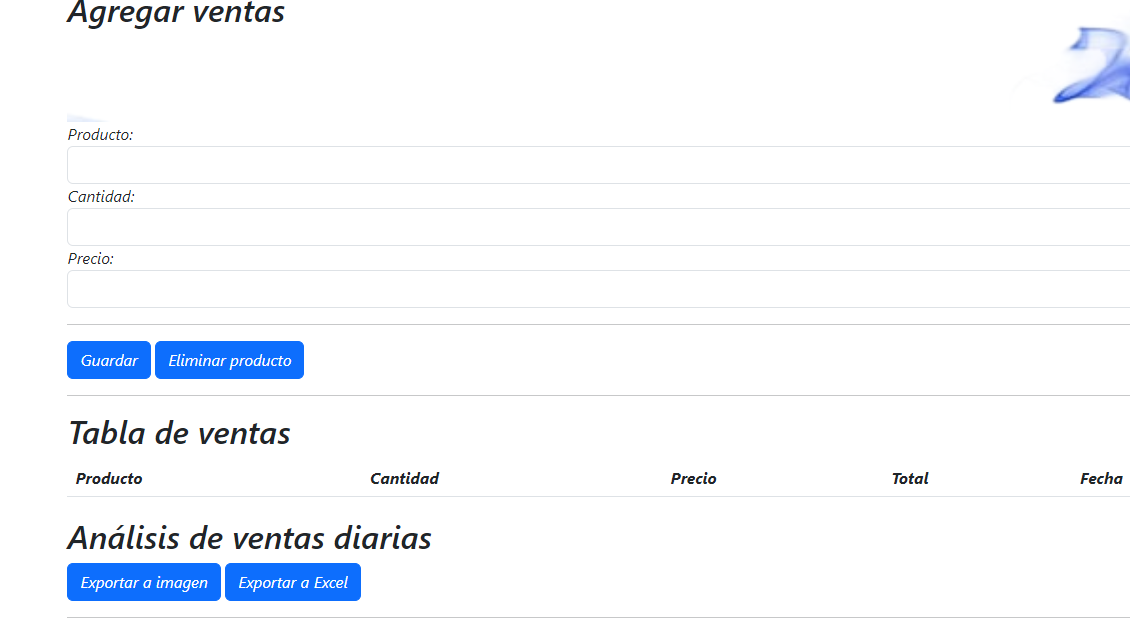 Agregar ventas
Producto:
Cantidad:
Precio:
Guardar Eliminar producto
Tabla de ventas
Producto Cantidad Precio Total Fecha
Análisis de ventas diarias
Exportar a imagen Exportar a Excel